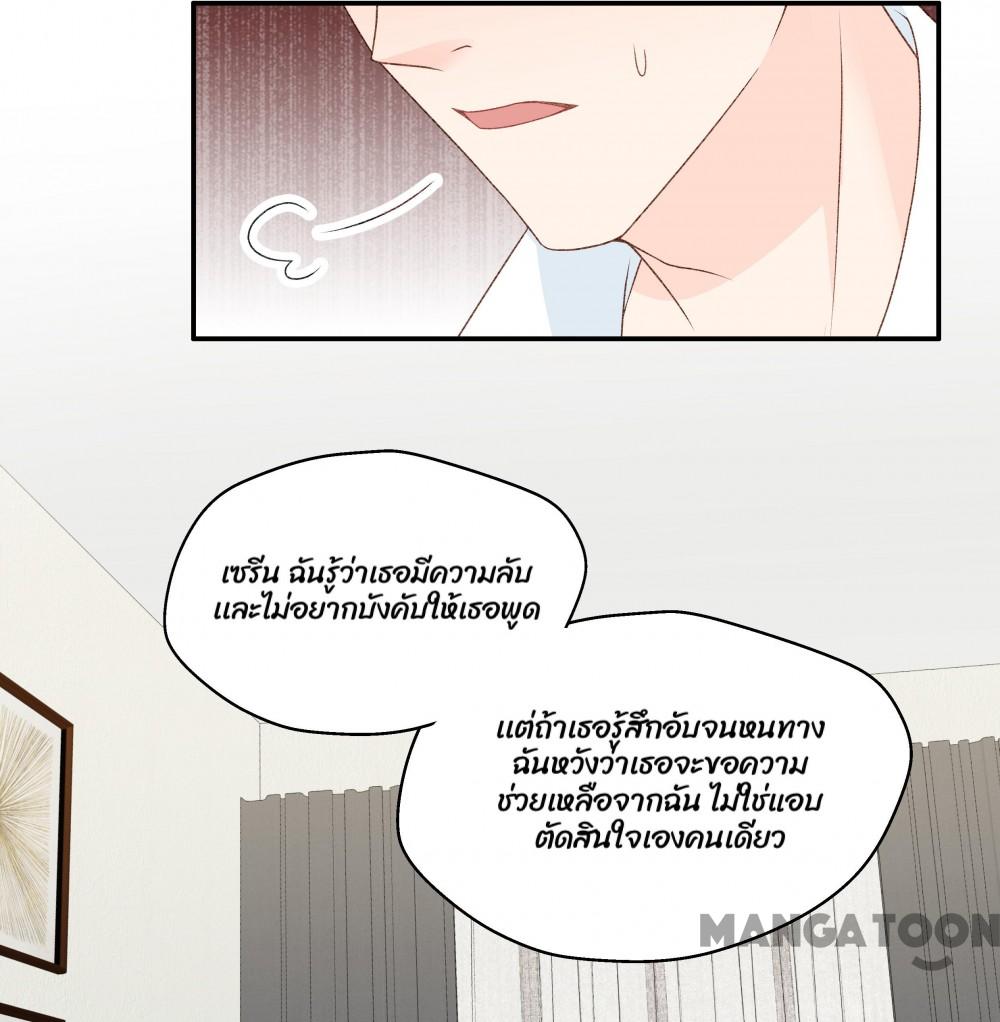 เซรีน ฉันรู้ว่าเธอมีความลับ
และไม่อยากบังคับให้เธอพูด
แต่ถ้าเธอรู้สึกอับจนหนทาง
ฉันหวังว่าเธอจะขอความ
ช่วยเหลือจากฉัน ไม่ใช่แอบ
ตัดสินใจเองคนเดียว
MANGATOON